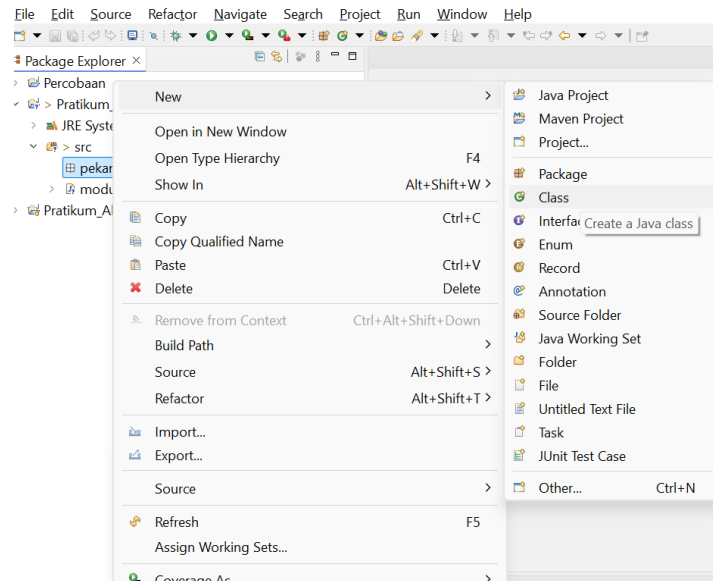 File Edit Source Refactor Navigate Search Project Run Window Help
Package Explorer
Percobaan
> Pratikum_
JRE Syste
> src
pekar
modu
Pratikum_Al
New
Open in New Window
Open Type Hierarchy F4
Show In Alt+Shift+W
Copy Ctrl+C
Copy Qualified Name
Paste Ctrl+V
Delete Delete
Remove from Context Ctrl+Alt+Shift+Down
Build Path
Source Alt+Shift+S
Refactor Alt+Shift+T
Import...
Export...
Source
Refresh F5
Assign Working Sets...
Coverage As
Java Project
Maven Project
Project...
Package
Class
Interfac
Create a Java class
Enum
Record
Annotation
Source Folder
Java Working Set
Folder
File
Untitled Text File
Task
JUnit Test Case
Other... Ctrl+N